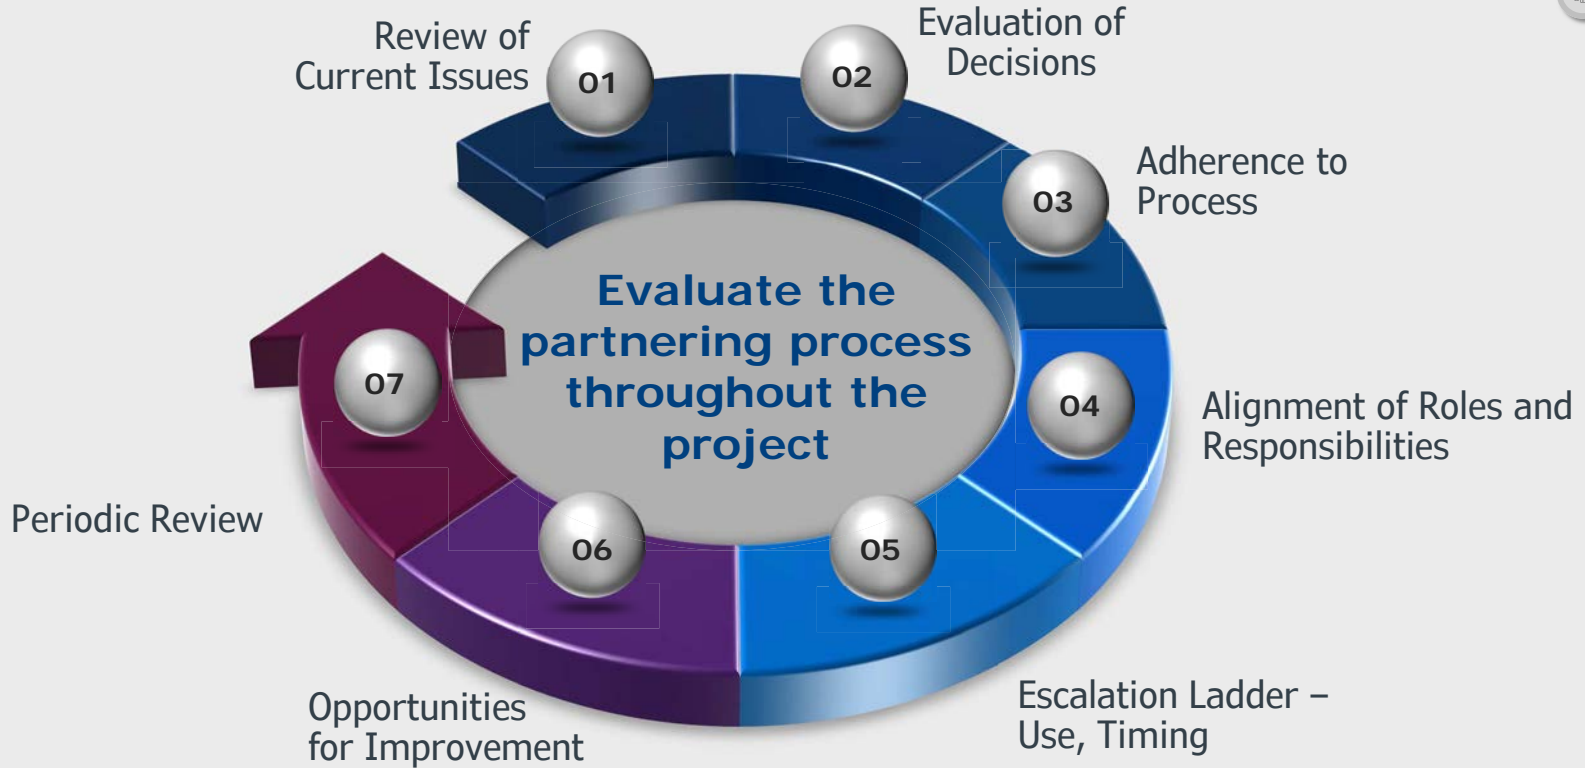 Review of
Current Issues
01
02
Evaluation of
Decisions
03
Adherence to
Process
Evaluate the
partnering process
throughout the
project
04
Alignment of Roles and
Responsibilities
05
Escalation Ladder –
Use, Timing
06
Opportunities
for Improvement
07
Periodic Review